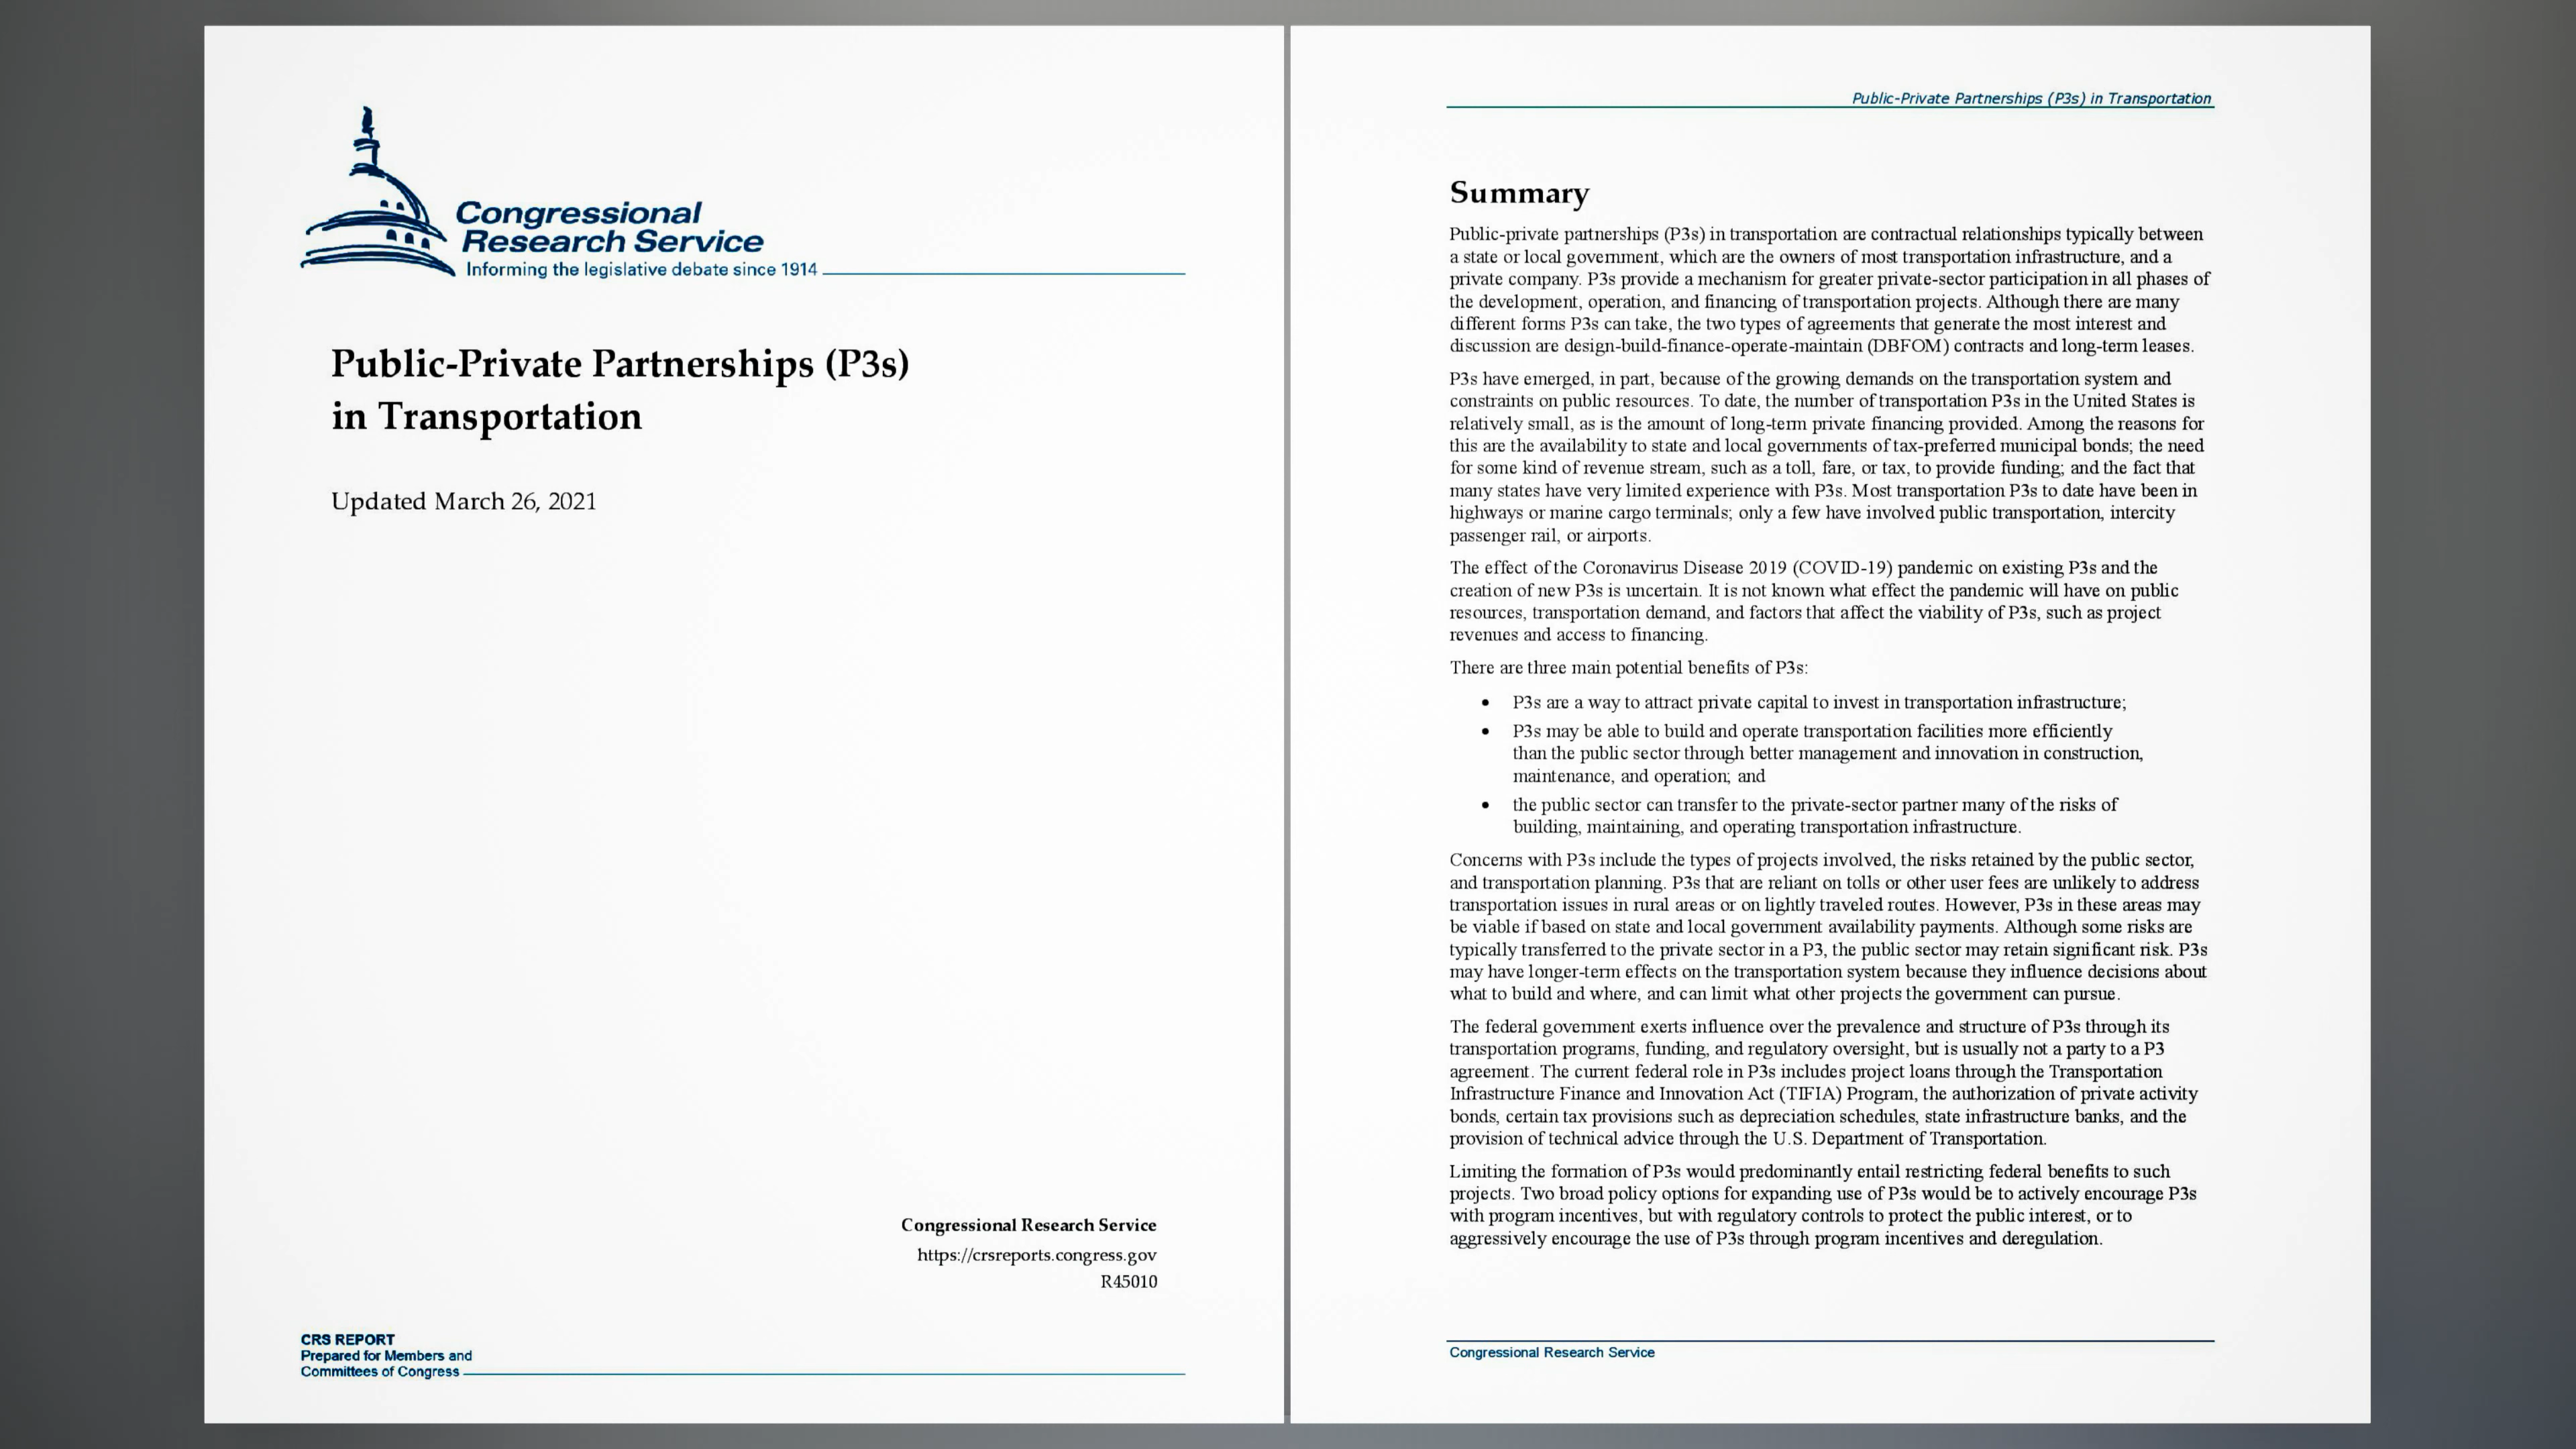 Congressional
Research Service
Informing the legislative debate since 1914
Public-Private Partnerships (P3s)
in Transportation
Updated March 26, 2021
Congressional Research Service
https://crsreports.congress.gov
R45010
CRS REPORT
Prepared for Members and
Committees of Congress
Public-Private Partnerships (P3s) in Transportation
Summary
Public-private partnerships (P3s) in transportation are contractual relationships typically between
a state or local government, which are the owners of most transportation infrastructure, and a
private company. P3s provide a mechanism for greater private-sector participation in all phases of
the development, operation, and financing of transportation projects. Although there are many
different forms P3s can take, the two types of agreements that generate the most interest and
discussion are design-build-finance-operate-maintain (DBFOM) contracts and long-term leases.
P3s have emerged, in part, because of the growing demands on the transportation system and
constraints on public resources. To date, the number of transportation P3s in the United States is
relatively small, as is the amount of long-term private financing provided. Among the reasons for
this are the availability to state and local governments of tax-preferred municipal bonds; the need
for some kind of revenue stream, such as a toll, fare, or tax, to provide funding; and the fact that
many states have very limited experience with P3s. Most transportation P3s to date have been in
highways or marine cargo terminals; only a few have involved public transportation, intercity
passenger rail, or airports.
The effect of the Coronavirus Disease 2019 (COVID-19) pandemic on existing P3s and the
creation of new P3s is uncertain. It is not known what effect the pandemic will have on public
resources, transportation demand, and factors that affect the viability of P3s, such as project
revenues and access to financing.
There are three main potential benefits of P3s:
• P3s are a way to attract private capital to invest in transportation infrastructure;
• P3s may be able to build and operate transportation facilities more efficiently
than the public sector through better management and innovation in construction,
maintenance, and operation; and
• the public sector can transfer to the private-sector partner many of the risks of
building, maintaining, and operating transportation infrastructure.
Concerns with P3s include the types of projects involved, the risks retained by the public sector,
and transportation planning. P3s that are reliant on tolls or other user fees are unlikely to address
transportation issues in rural areas or on lightly traveled routes. However, P3s in these areas may
be viable if based on state and local government availability payments. Although some risks are
typically transferred to the private sector in a P3, the public sector may retain significant risk. P3s
may have longer-term effects on the transportation system because they influence decisions about
what to build and where, and can limit what other projects the government can pursue.
The federal government exerts influence over the prevalence and structure of P3s through its
transportation programs, funding, and regulatory oversight, but is usually not a party to a P3
agreement. The current federal role in P3s includes project loans through the Transportation
Infrastructure Finance and Innovation Act (TIFIA) Program, the authorization of private activity
bonds, certain tax provisions such as depreciation schedules, state infrastructure banks, and the
provision of technical advice through the U.S. Department of Transportation.
Limiting the formation of P3s would predominantly entail restricting federal benefits to such
projects. Two broad policy options for expanding use of P3s would be to actively encourage P3s
with program incentives, but with regulatory controls to protect the public interest, or to
aggressively encourage the use of P3s through program incentives and deregulation.
Congressional Research Service